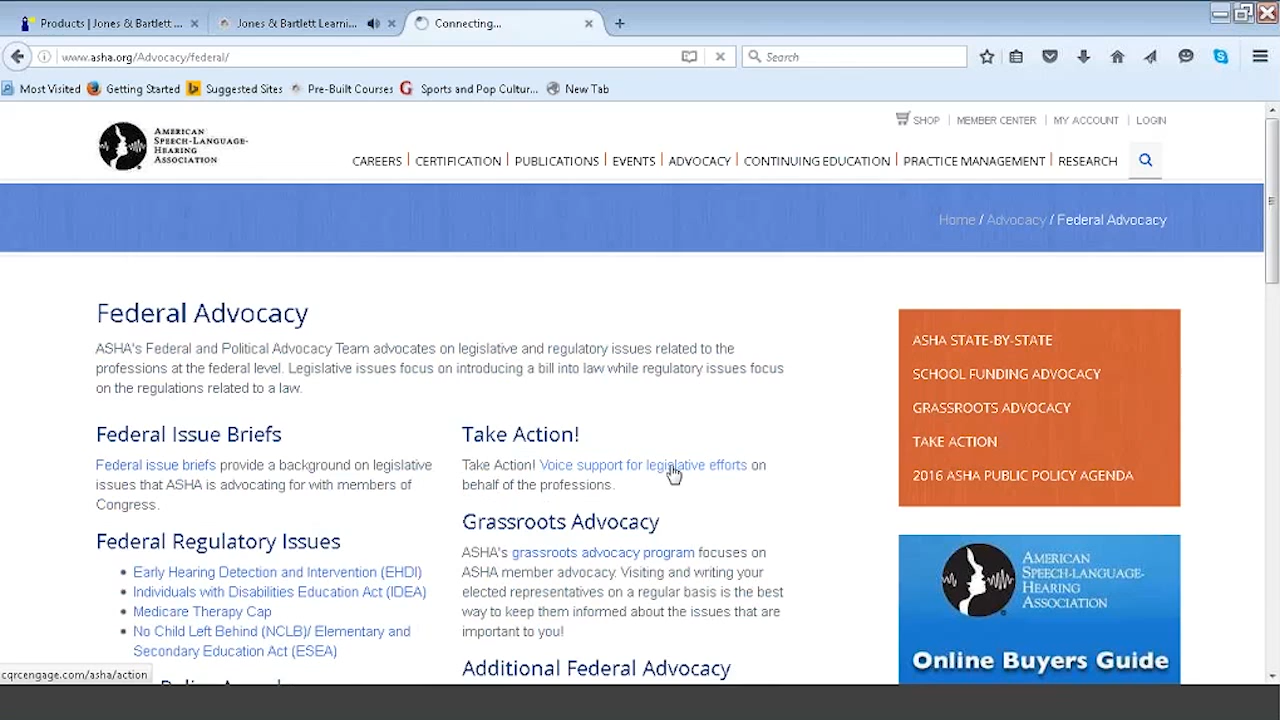 Products | Jones & Bartlett ...
Jones & Bartlett Learni...
Connecting...
www.asha.org/Advocacy/federal/
Search
Most Visited
Getting Started
Suggested Sites
Pre-Built Courses
Sports and Pop Cultur...
New Tab
SHOP | MEMBER CENTER | MY ACCOUNT | LOGIN
AMERICAN
SPEECH-LANGUAGE-
HEARING
ASSOCIATION
CAREERS | CERTIFICATION | PUBLICATIONS | EVENTS | ADVOCACY | CONTINUING EDUCATION | PRACTICE MANAGEMENT | RESEARCH
Home / Advocacy / Federal Advocacy
Federal Advocacy
ASHA's Federal and Political Advocacy Team advocates on legislative and regulatory issues related to the
professions at the federal level. Legislative issues focus on introducing a bill into law while regulatory issues focus
on the regulations related to a law.
Federal Issue Briefs
Federal issue briefs provide a background on legislative
issues that ASHA is advocating for with members of
Congress.
Federal Regulatory Issues
Early Hearing Detection and Intervention (EHDI)
Individuals with Disabilities Education Act (IDEA)
Medicare Therapy Cap
No Child Left Behind (NCLB)/ Elementary and
Secondary Education Act (ESEA)
Take Action!
Take Action! Voice support for legislative efforts on
behalf of the professions.
Grassroots Advocacy
ASHA's grassroots advocacy program focuses on
ASHA member advocacy. Visiting and writing your
elected representatives on a regular basis is the best
way to keep them informed about the issues that are
important to you!
Additional Federal Advocacy
ASHA STATE-BY-STATE
SCHOOL FUNDING ADVOCACY
GRASSROOTS ADVOCACY
TAKE ACTION
2016 ASHA PUBLIC POLICY AGENDA
AMERICAN
SPEECH-LANGUAGE-
HEARING
ASSOCIATION
Online Buyers Guide
cqrcengage.com/asha/action